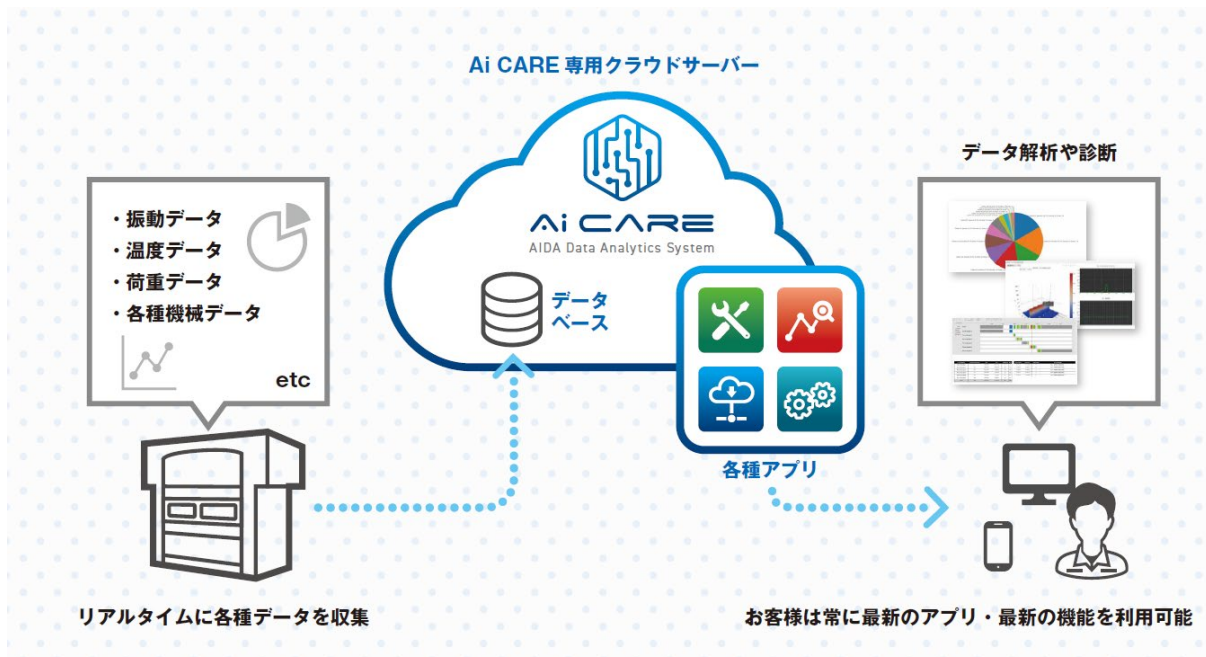 Ai CARE 専用クラウドサーバー
Ai CARE
AIDA Data Analytics System
データ
ベース
各種アプリ
・振動データ
・温度データ
・荷重データ
・各種機械データ
etc
リアルタイムに各種データを収集
データ解析や診断
お客様は常に最新のアプリ・最新の機能を利用可能